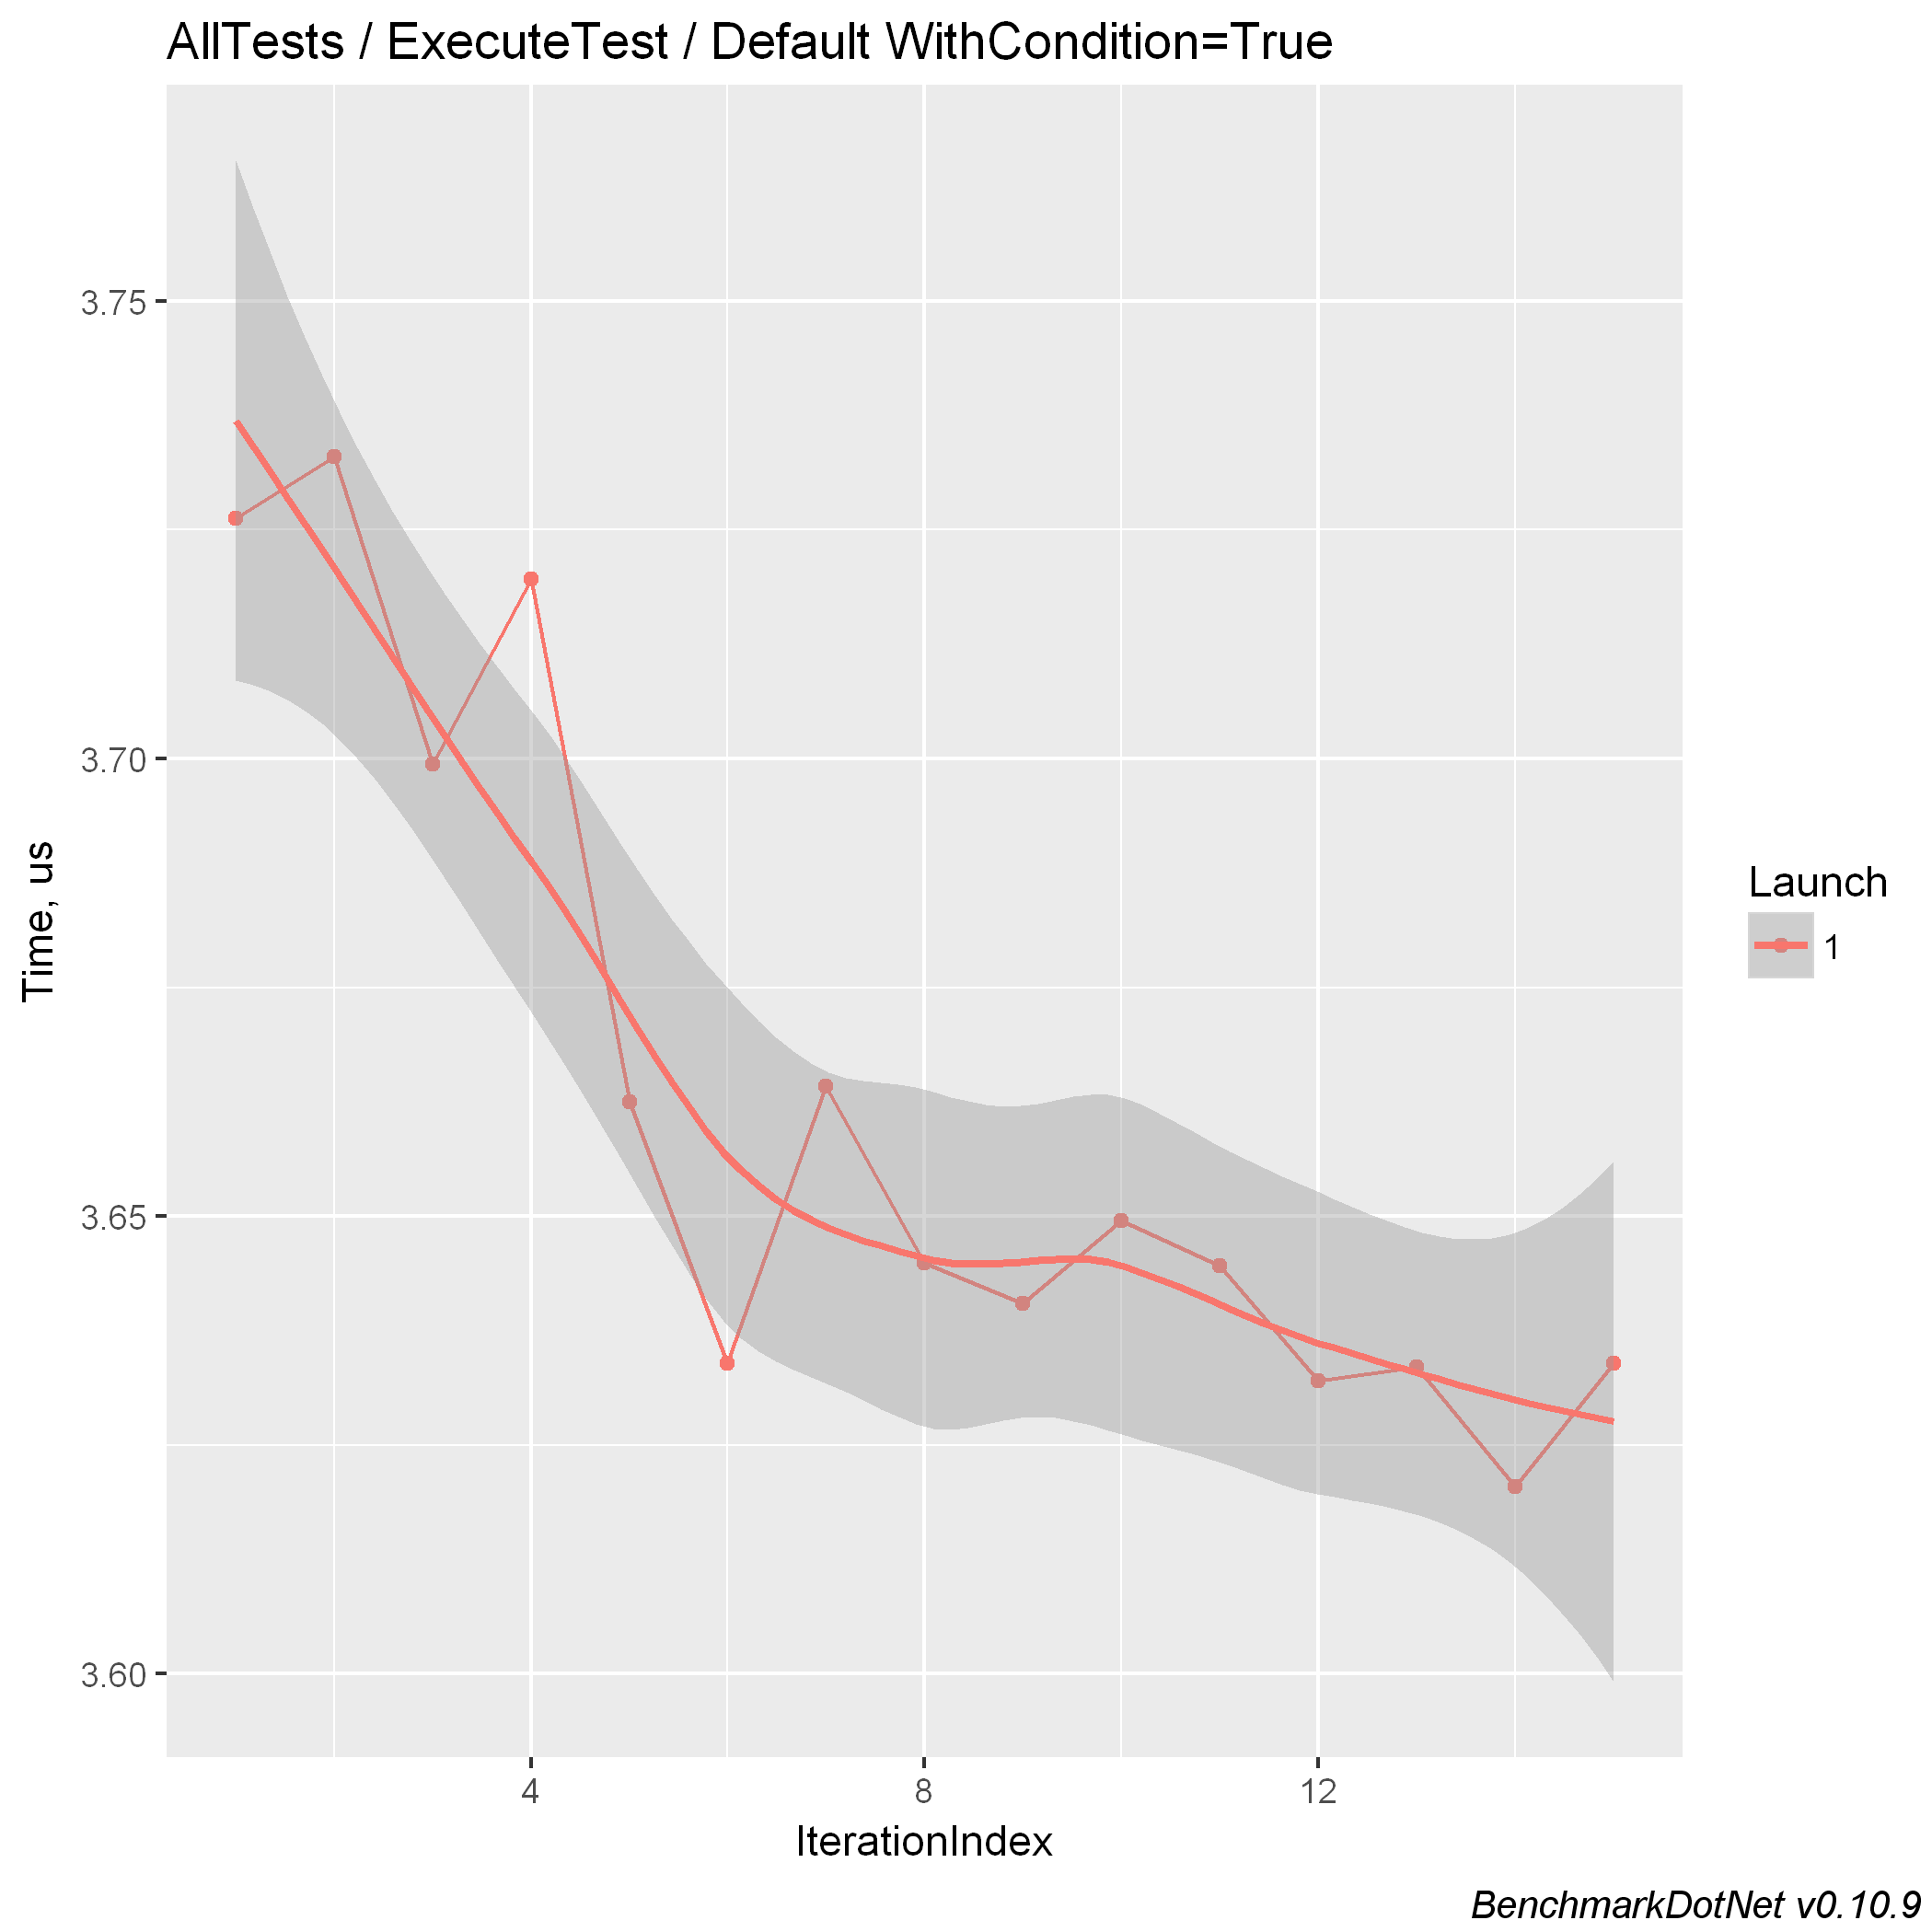 AllTests / ExecuteTest / Default WithCondition=True
3.75
3.70
3.65
3.60
Time, us
4
8
12
IterationIndex
Launch
1
BenchmarkDotNet v0.10.9